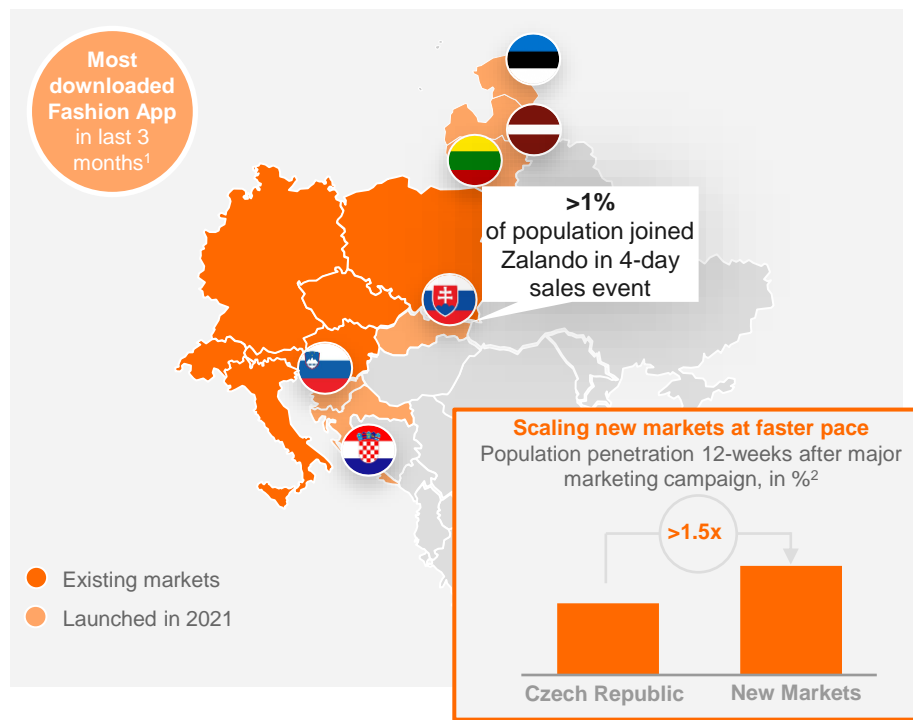 Most
downloaded
Fashion App
in last 3
months1
>1%
of population joined
Zalando in 4-day
sales event
Existing markets
Launched in 2021
Scaling new markets at faster pace
Population penetration 12-weeks after major
marketing campaign, in %2
>1.5x
Czech Republic
New Markets